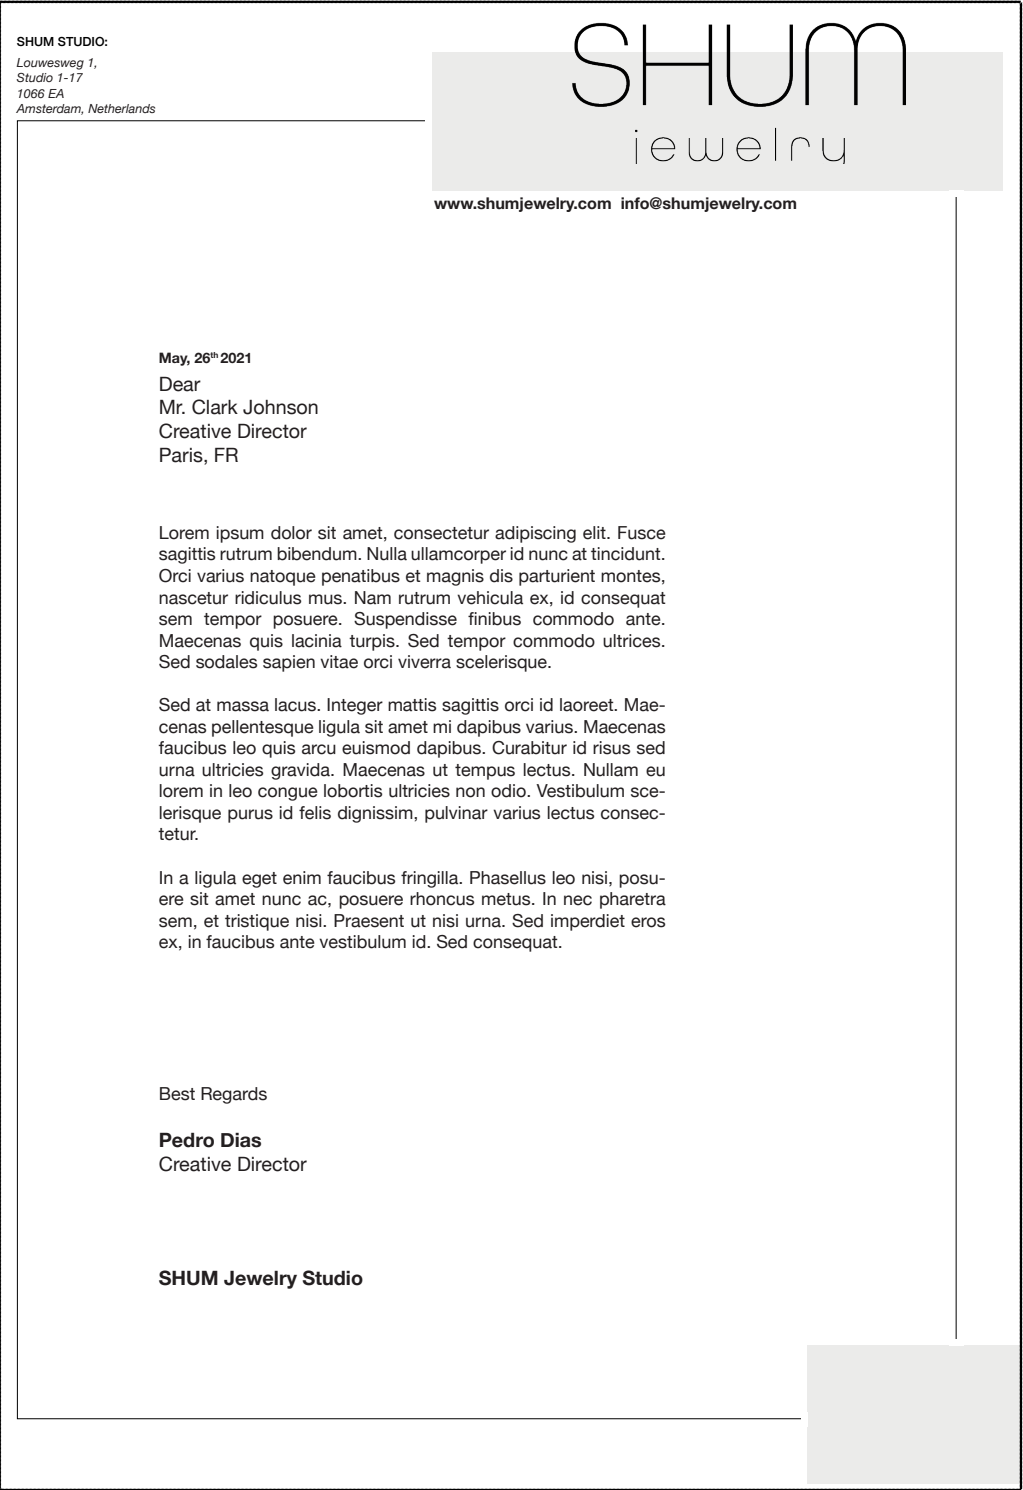 SHUM STUDIO:
Louwesweg 1,
Studio 1-17
1066 EA
Amsterdam, Netherlands
SHUM
jewelry
www.shumjewelry.com info@shumjewelry.com
May, 26th 2021
Dear
Mr. Clark Johnson
Creative Director
Paris, FR
Lorem ipsum dolor sit amet, consectetur adipiscing elit. Fusce
sagittis rutrum bibendum. Nulla ullamcorper id nunc at tincidunt.
Orci varius natoque penatibus et magnis dis parturient montes,
nascetur ridiculus mus. Nam rutrum vehicula ex, id consequat
sem tempor posuere. Suspendisse finibus commodo ante.
Maecenas quis lacinia turpis. Sed tempor commodo ultrices.
Sed sodales sapien vitae orci viverra scelerisque.
Sed at massa lacus. Integer mattis sagittis orci id laoreet. Mae-
cenas pellentesque ligula sit amet mi dapibus varius. Maecenas
faucibus leo quis arcu euismod dapibus. Curabitur id risus sed
urna ultricies gravida. Maecenas ut tempus lectus. Nullam eu
lorem in leo congue lobortis ultricies non odio. Vestibulum sce-
lerisque purus id felis dignissim, pulvinar varius lectus consec-
tetur.
In a ligula eget enim faucibus fringilla. Phasellus leo nisi, posu-
ere sit amet nunc ac, posuere rhoncus metus. In nec pharetra
sem, et tristique nisi. Praesent ut nisi urna. Sed imperdiet eros
ex, in faucibus ante vestibulum id. Sed consequat.
Best Regards
Pedro Dias
Creative Director
SHUM Jewelry Studio